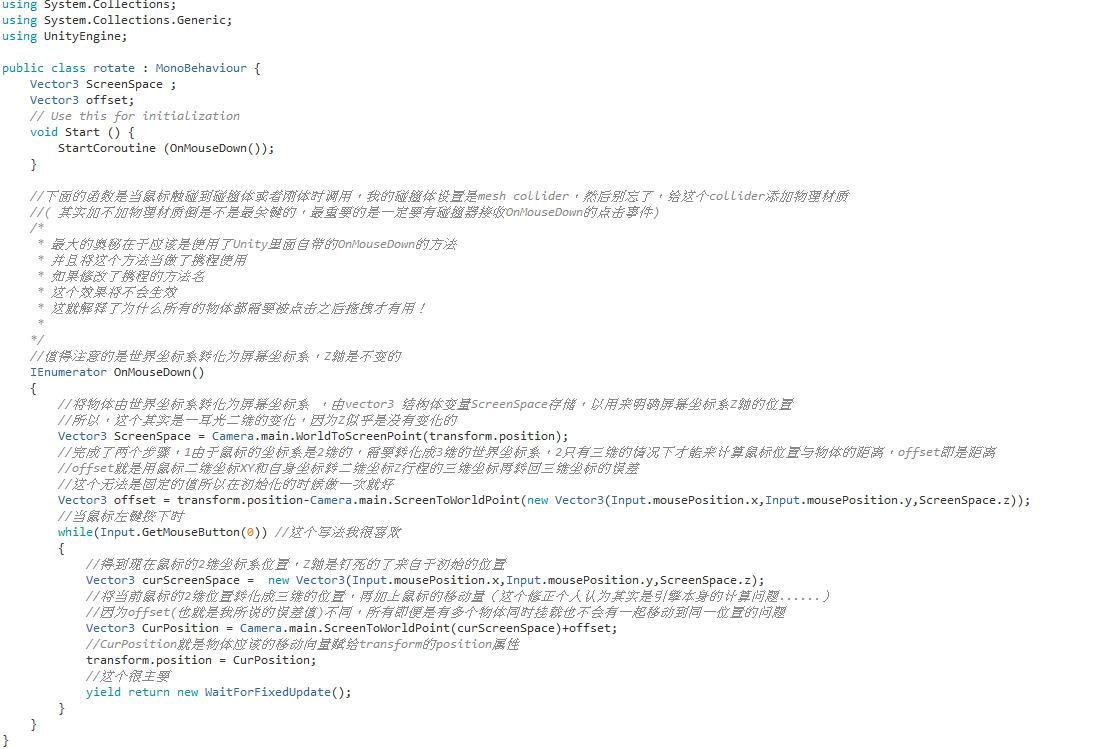 using System.Collections;
using System.Collections.Generic;
using UnityEngine;
public class rotate : MonoBehaviour {
Vector3 ScreenSpace ;
Vector3 offset;
// Use this for initialization
void Start () {
StartCoroutine (OnMouseDown());
}
//下面的函数是当鼠标触碰到碰撞体或者刚体时调用，我的碰撞体设置是mesh collider，然后别忘了，给这个collider添加物理材质
//( 其实加不加物理材质倒是不是最关键的，最重要的是一定要有碰撞器接收OnMouseDown的点击事件)
/*
* 最大的奥秘在于应该是使用了Unity里面自带的OnMouseDown的方法
* 并且将这个方法当做了携程使用
* 如果修改了携程的方法名
* 这个效果将不会生效
* 这就解释了为什么所有的物体都需要被点击之后拖拽才有用！
*
*/
//值得注意的是世界坐标系转化为屏幕坐标系，Z轴是不变的
IEnumerator OnMouseDown()
{
//将物体由世界坐标系转化为屏幕坐标系 ，由vector3 结构体变量ScreenSpace存储，以用来明确屏幕坐标系Z轴的位置
//所以，这个其实是一耳光二维的变化，因为Z似乎是没有变化的
Vector3 ScreenSpace = Camera.main.WorldToScreenPoint(transform.position);
//完成了两个步骤，1由于鼠标的坐标系是2维的，需要转化成3维的世界坐标系，2只有三维的情况下才能来计算鼠标位置与物体的距离，offset即是距离
//offset就是用鼠标二维坐标XY和自身坐标转二维坐标Z行程的三维坐标再转回三维坐标的误差
//这个无法是固定的值所以在初始化的时候做一次就好
Vector3 offset = transform.position-Camera.main.ScreenToWorldPoint(new Vector3(Input.mousePosition.x,Input.mousePosition.y,ScreenSpace.z));
//当鼠标左键按下时
while(Input.GetMouseButton(0)) //这个写法我很喜欢
{
//得到现在鼠标的2维坐标系位置，Z轴是钉死的了来自于初始的位置
Vector3 curScreenSpace =  new Vector3(Input.mousePosition.x,Input.mousePosition.y,ScreenSpace.z);
//将当前鼠标的2维位置转化成三维的位置，再加上鼠标的移动量（这个修正个人认为其实是引擎本身的计算问题......）
//因为offset(也就是我所说的误差值)不同，所有即便是有多个物体同时挂载也不会有一起移动到同一位置的问题
Vector3 CurPosition = Camera.main.ScreenToWorldPoint(curScreenSpace)+offset;
//CurPosition就是物体应该的移动向量赋给transform的position属性
transform.position = CurPosition;
//这个很主要
yield return new WaitForFixedUpdate();
}
}
}